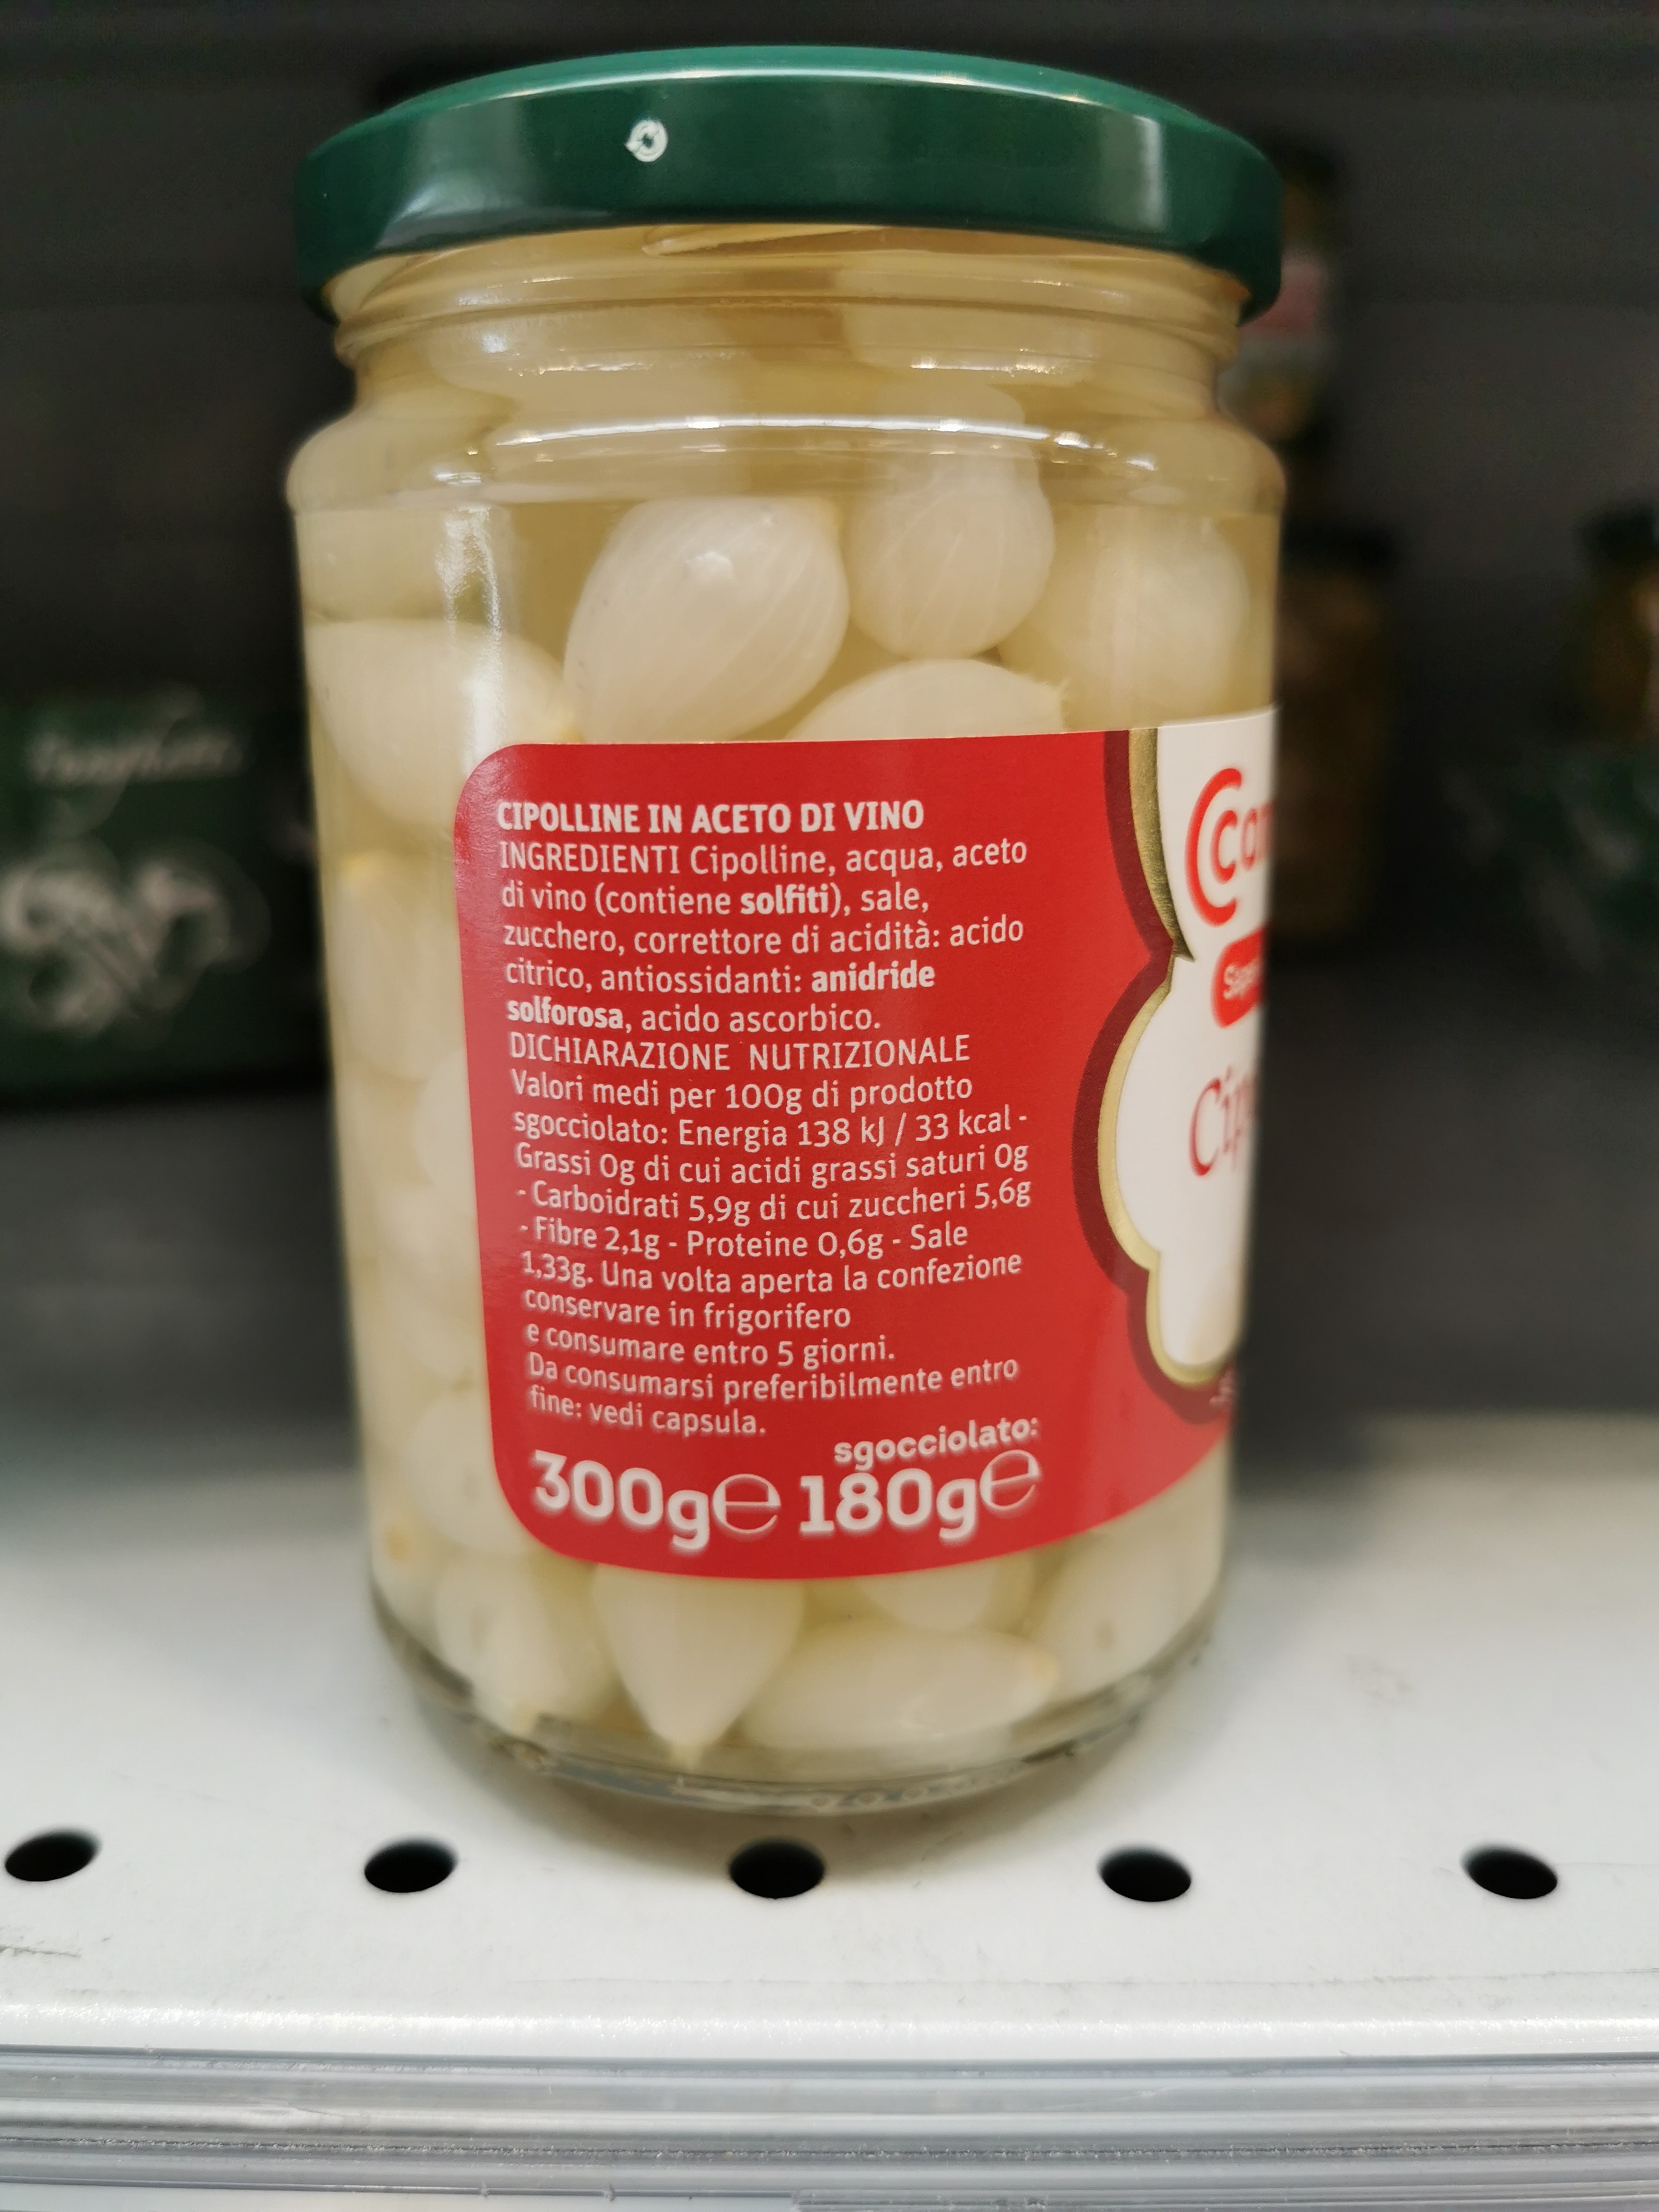 CIPOLLINE IN ACETO DI VINO
INGREDIENTI Cipolline, acqua, aceto
di vino (contiene solfiti), sale,
zucchero, correttore di acidità: acido
citrico, antiossidanti: anidride
solforosa, acido ascorbico.
DICHIARAZIONE NUTRIZIONALE
Valori medi per 100g di prodotto
sgocciolato: Energia 138 kJ / 33 kcal -
Grassi 0g di cui acidi grassi saturi 0g
- Carboidrati 5,9g di cui zuccheri 5,6g
- Fibre 2,1g - Proteine 0,6g - Sale
1,33g. Una volta aperta la confezione
conservare in frigorifero
e consumare entro 5 giorni.
Da consumarsi preferibilmente entro
fine: vedi capsula.
sgocciolato:
300g℮ 180g℮